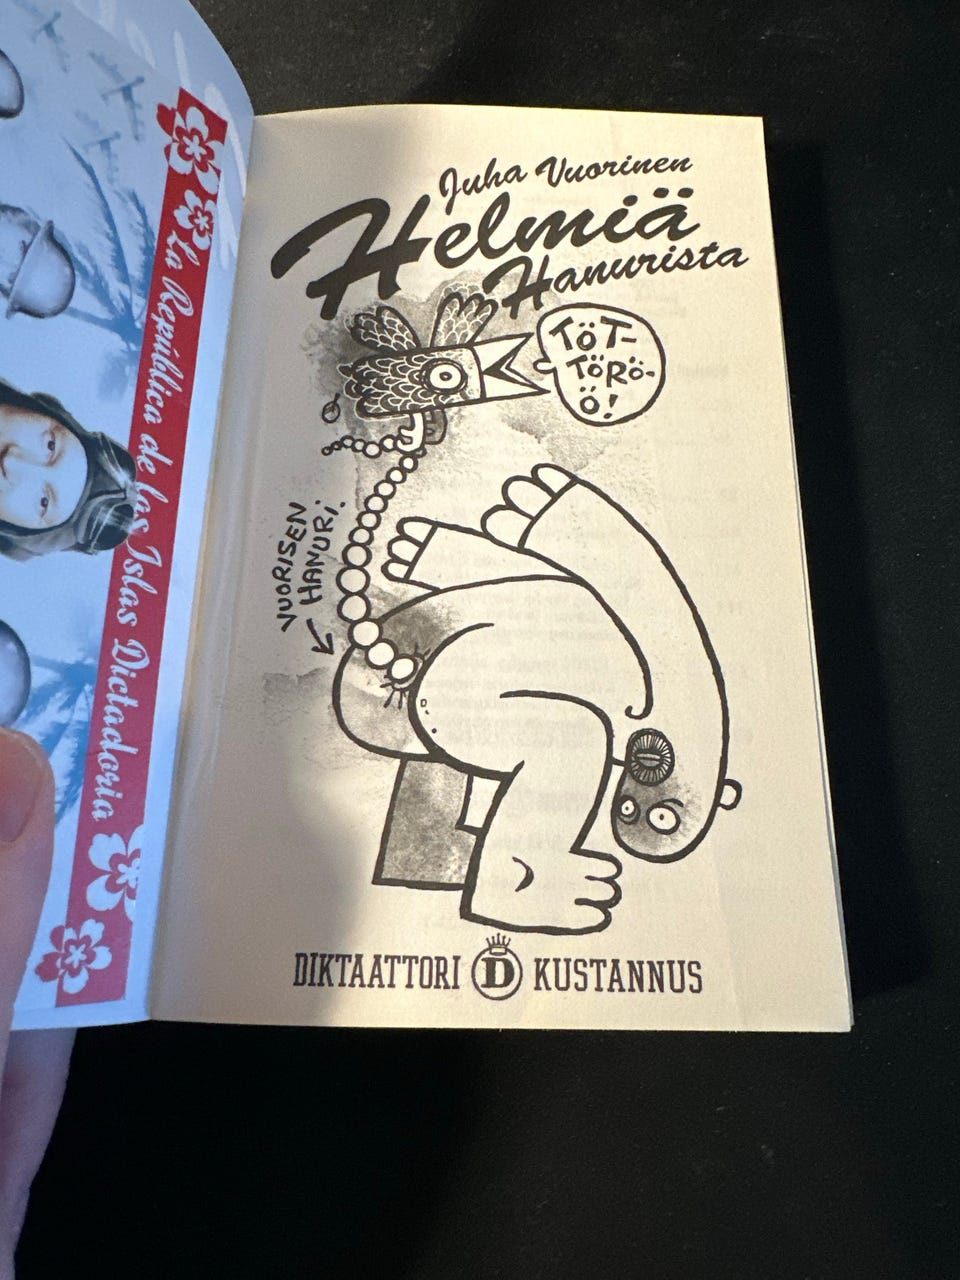 La República de las Islas Dictadoria
Juha Vuorinen
Helmiä
Hanurista
TÖT-
TÖRÖ-
Ö!
VUORISEN
HANURI.
DIKTAATTORI D KUSTANNUS